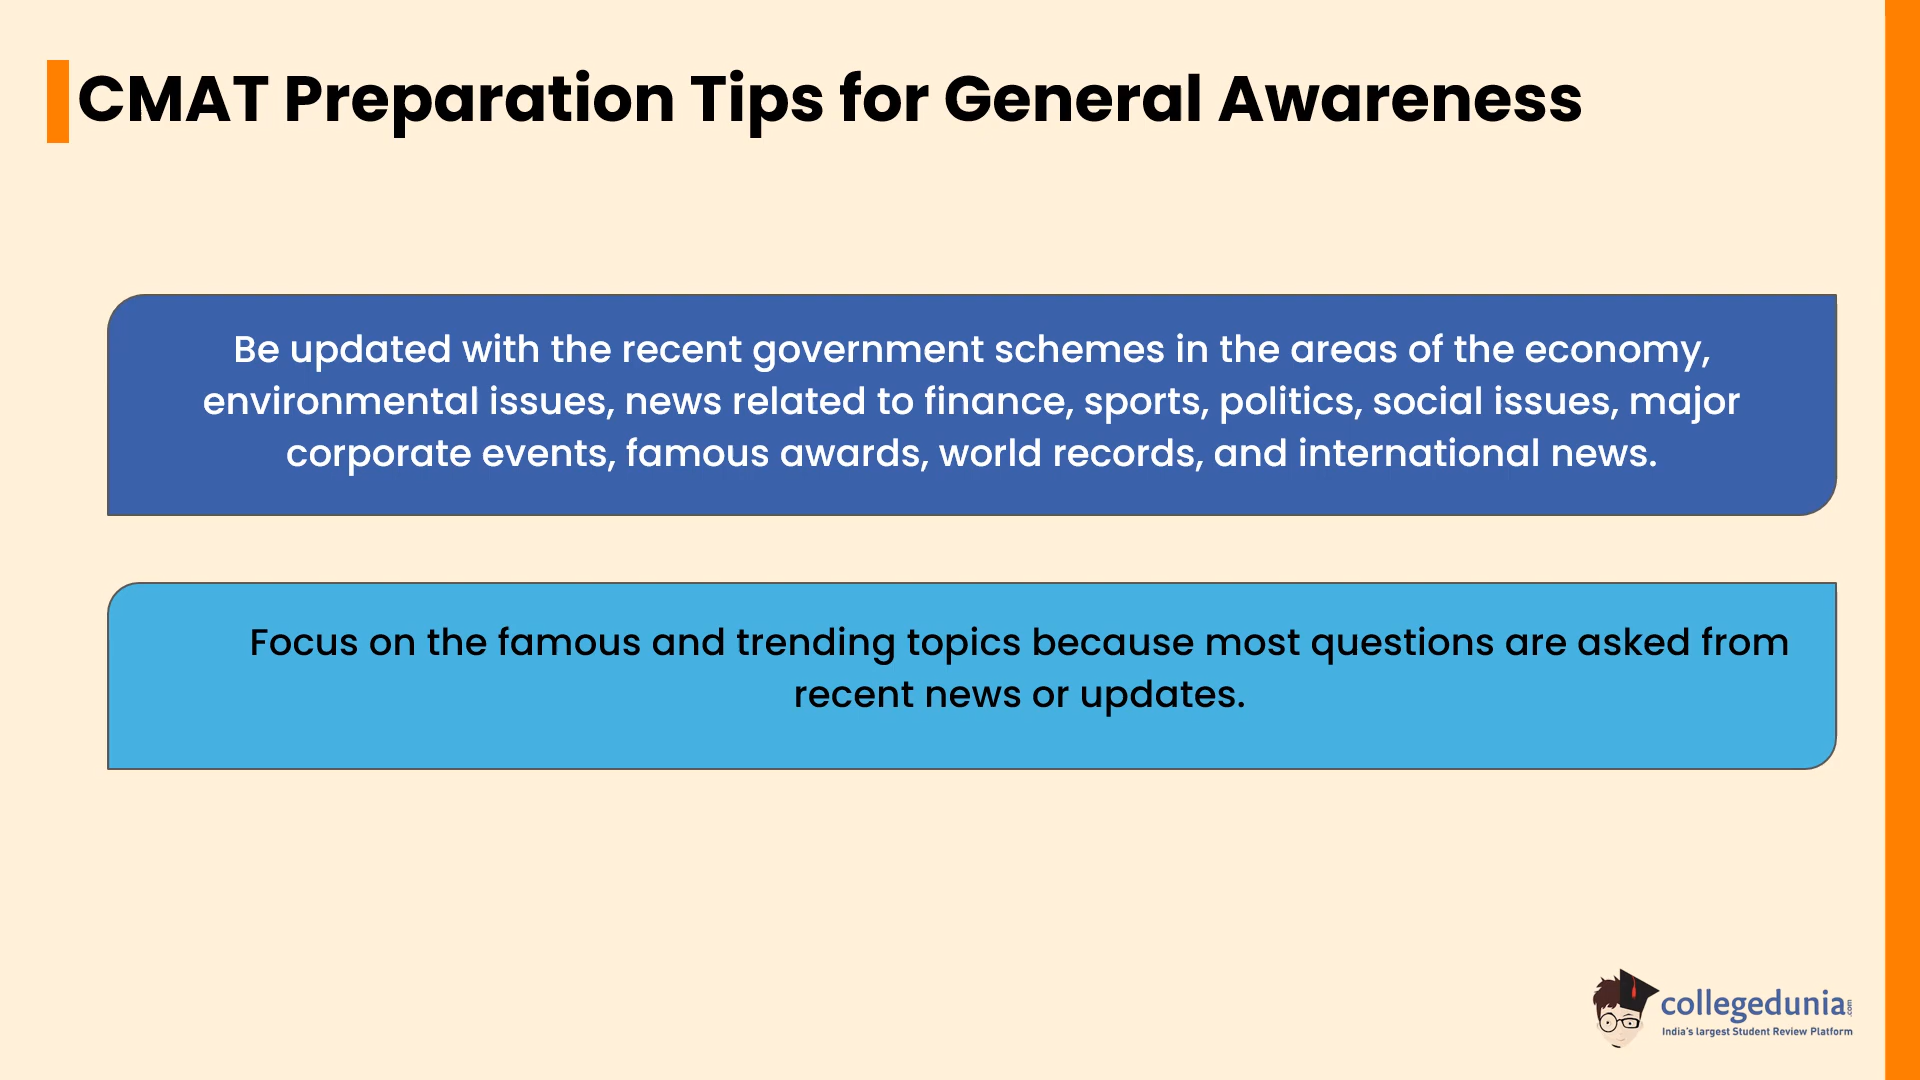 CMAT Preparation Tips for General Awareness
Be updated with the recent government schemes in the areas of the economy,
environmental issues, news related to finance, sports, politics, social issues, major
corporate events, famous awards, world records, and international news.
Focus on the famous and trending topics because most questions are asked from
recent news or updates.
collegedunia.com
India's largest Student Review Platform